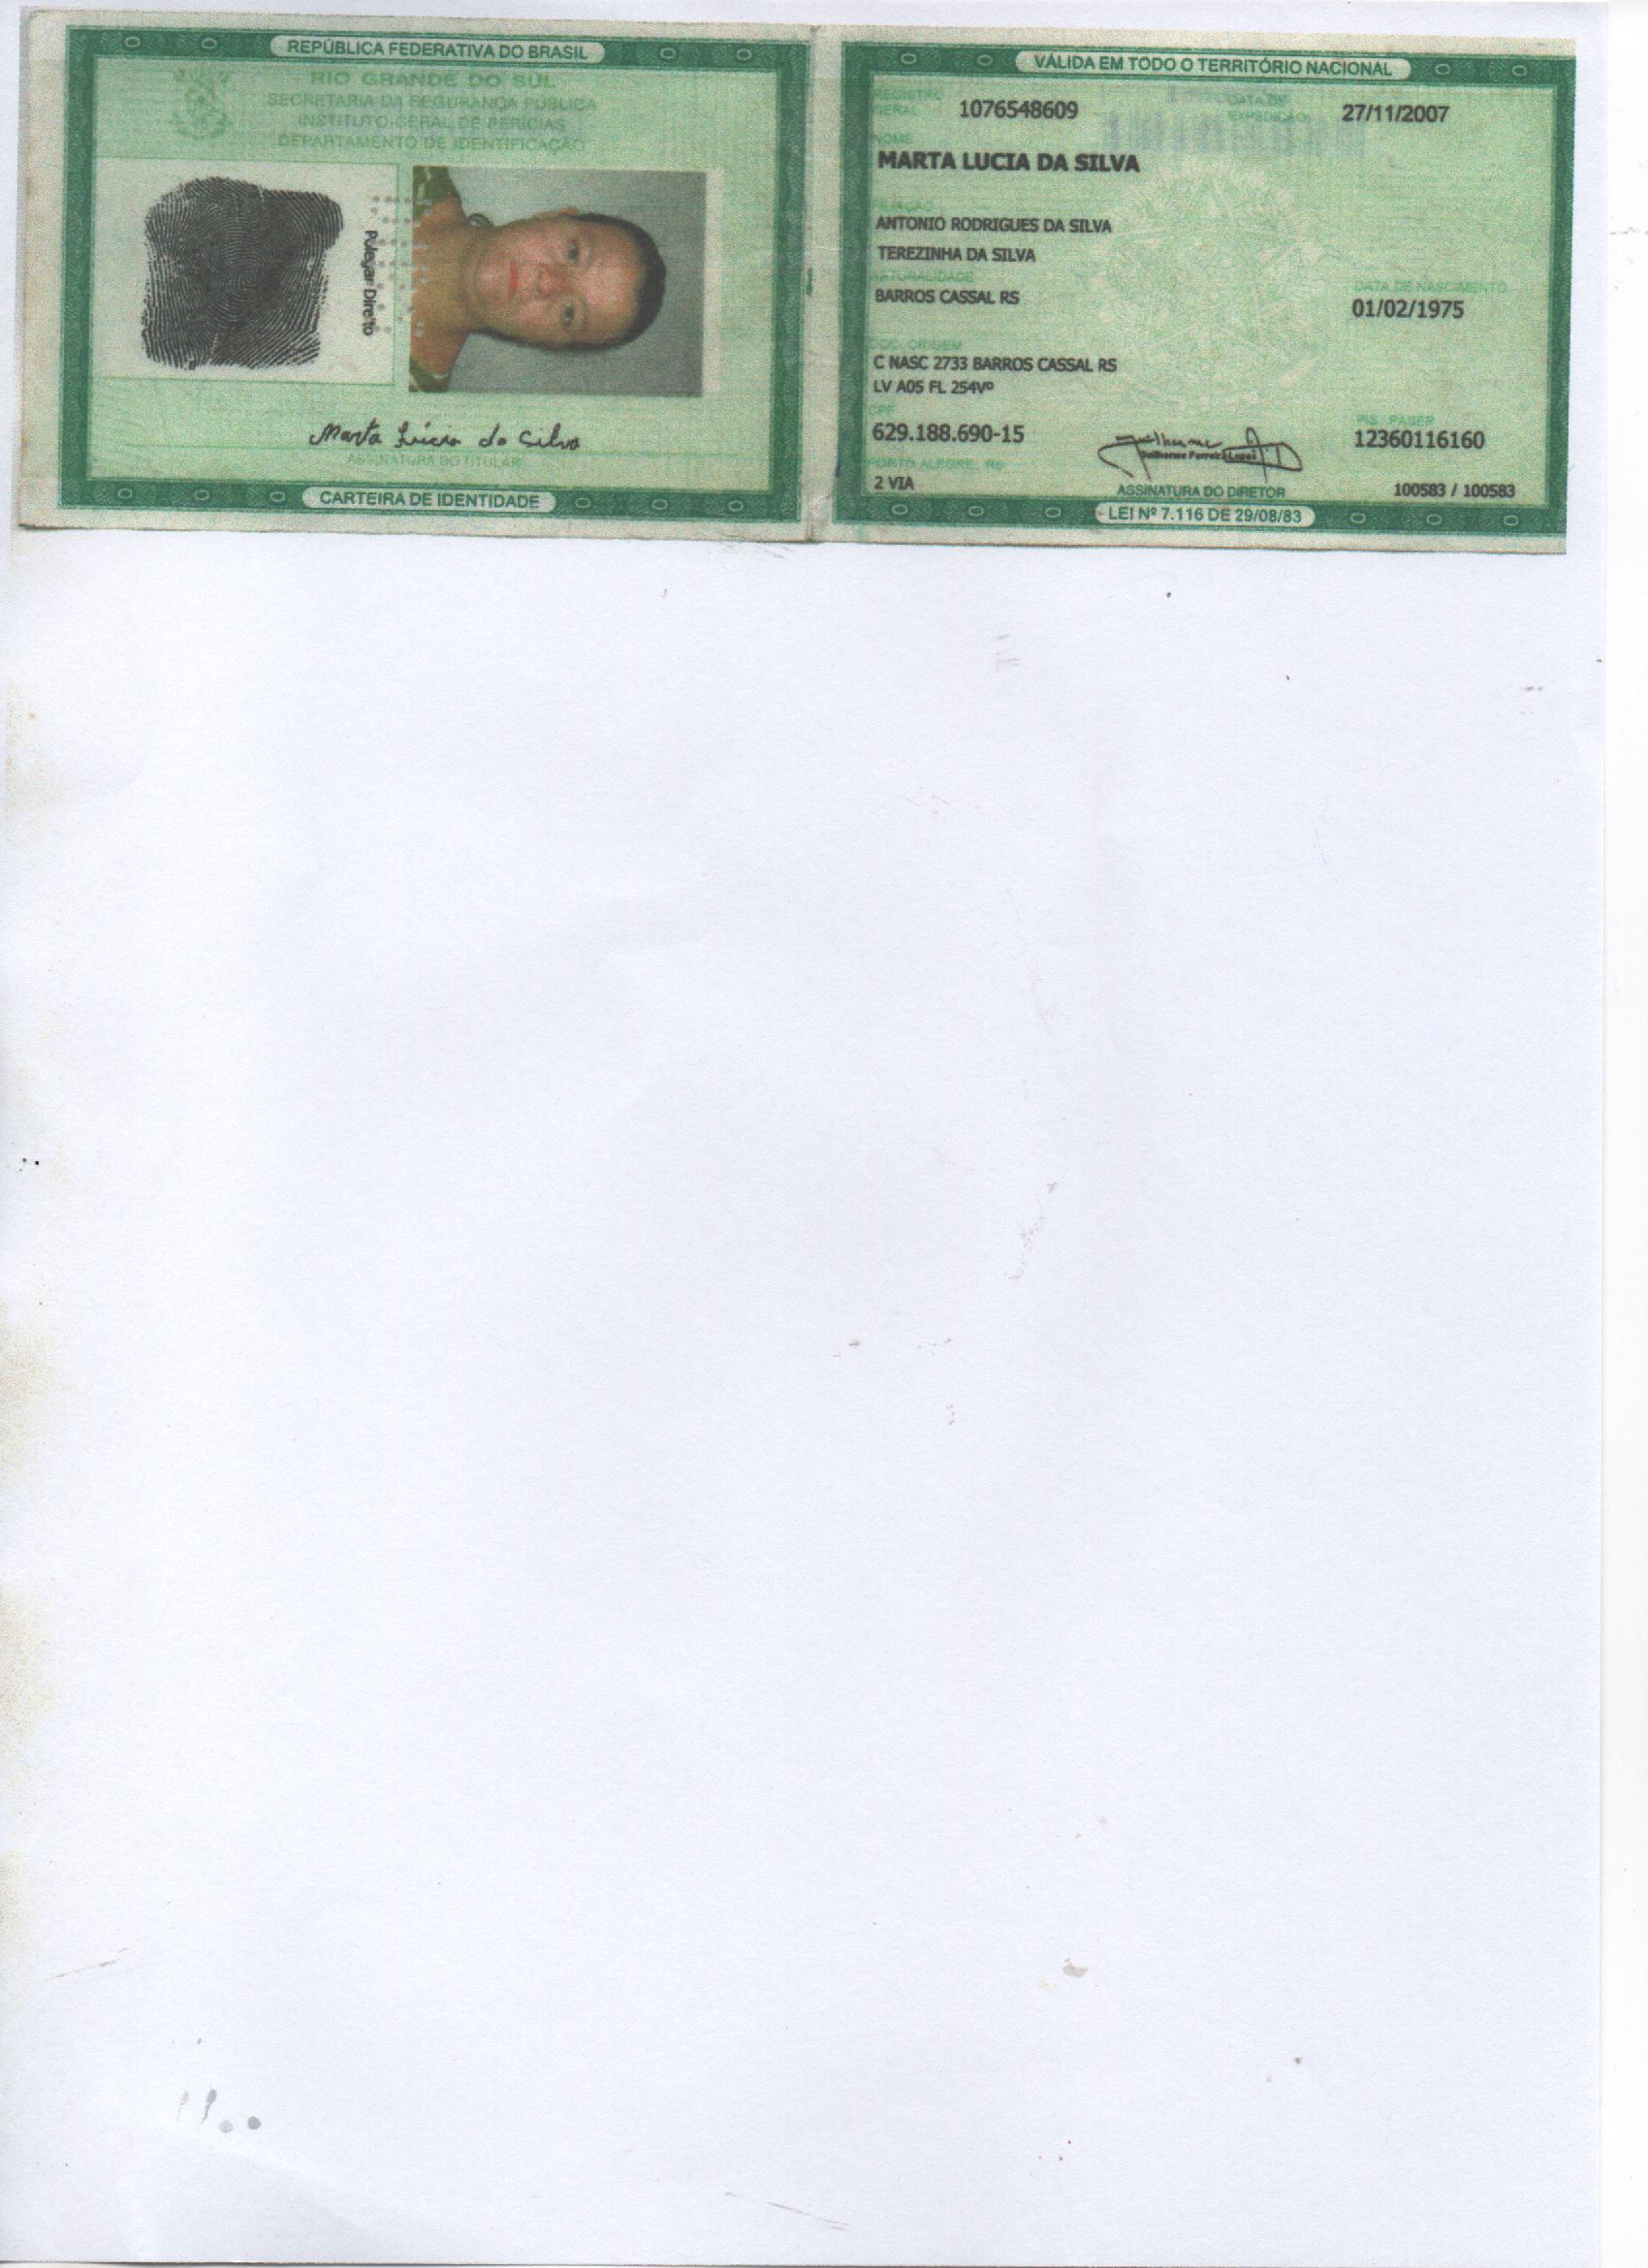 REPÚBLICA FEDERATIVA DO BRASIL
RIO GRANDE DO SUL
SECRETARIA DA SEGURANÇA PÚBLICA
INSTITUTO-GERAL DE PERÍCIAS
DEPARTAMENTO DE IDENTIFICAÇÃO
Polegar Direito
Marta Lúcia da Silva
ASSINATURA DO TITULAR
CARTEIRA DE IDENTIDADE
VÁLIDA EM TODO O TERRITÓRIO NACIONAL
REGISTRO GERAL 1076548609 DATA DE EXPEDIÇÃO 27/11/2007
NOME
MARTA LUCIA DA SILVA
FILIAÇÃO
ANTONIO RODRIGUES DA SILVA
TEREZINHA DA SILVA
NATURALIDADE
BARROS CASSAL RS
DATA DE NASCIMENTO
01/02/1975
DOC. ORIGEM
C NASC 2733 BARROS CASSAL RS
LV A05 FL 254Vº
CPF
629.188.690-15
PIS PASEP
12360116160
PORTO ALEGRE, RS
2 VIA
Guilherme Ferreira Lopes
ASSINATURA DO DIRETOR
100583 / 100583
LEI Nº 7.116 DE 29/08/83